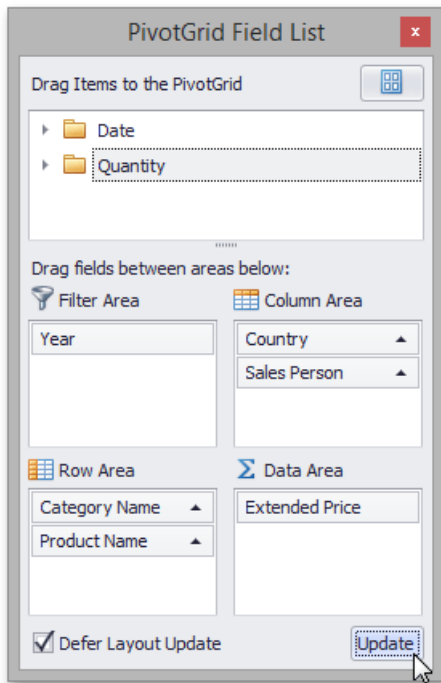 PivotGrid Field List
x
Drag Items to the PivotGrid
Date
Quantity
Drag fields between areas below:
Filter Area
Column Area
Year
Country
Sales Person
Row Area
Σ Data Area
Category Name
Extended Price
Product Name
Defer Layout Update
Update